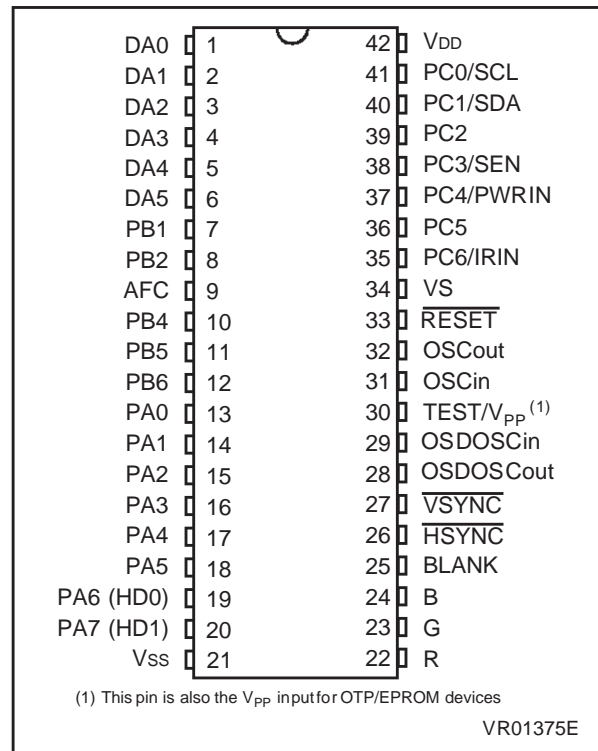 DA0 1 42 VDD
DA1 2 41 PC0/SCL
DA2 3 40 PC1/SDA
DA3 4 39 PC2
DA4 5 38 PC3/SEN
DA5 6 37 PC4/PWRIN
PB1 7 36 PC5
PB2 8 35 PC6/IRIN
AFC 9 34 VS
PB4 10 33 RESET
PB5 11 32 OSCout
PB6 12 31 OSCin
PA0 13 30 TEST/VPP (1)
PA1 14 29 OSDOSCin
PA2 15 28 OSDOSCout
PA3 16 27 VSYNC
PA4 17 26 HSYNC
PA5 18 25 BLANK
PA6 (HD0) 19 24 B
PA7 (HD1) 20 23 G
VSS 21 22 R
(1) This pin is also the VPP input for OTP/EPROM devices
VR01375E